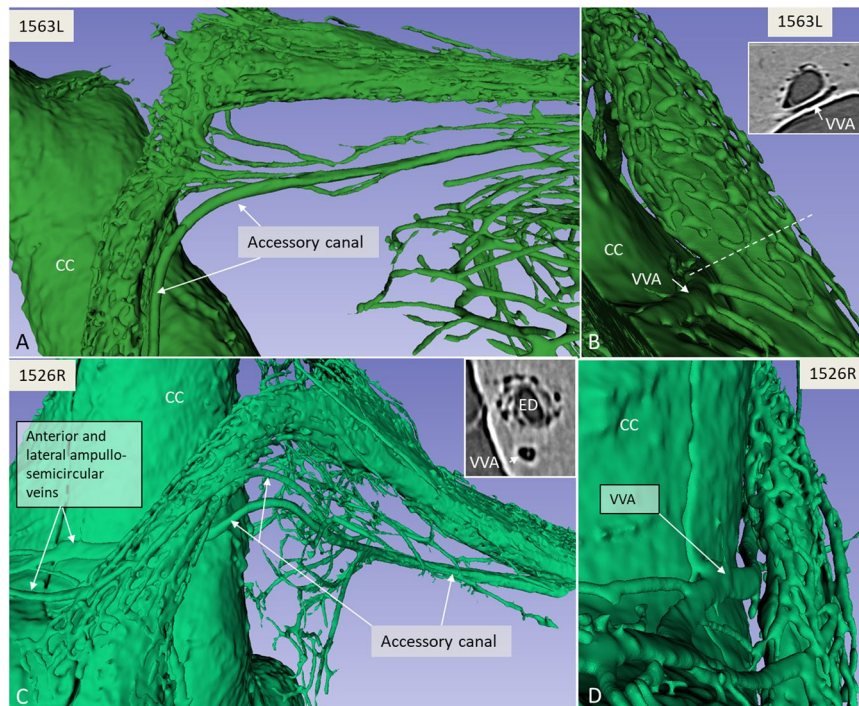 1563L
CC
Accessory canal
A
1563L
VVA
CC
VVA
B
1526R
CC
Anterior and
lateral ampullo-
semicircular
veins
ED
VVA
Accessory canal
C
1526R
CC
VVA
D